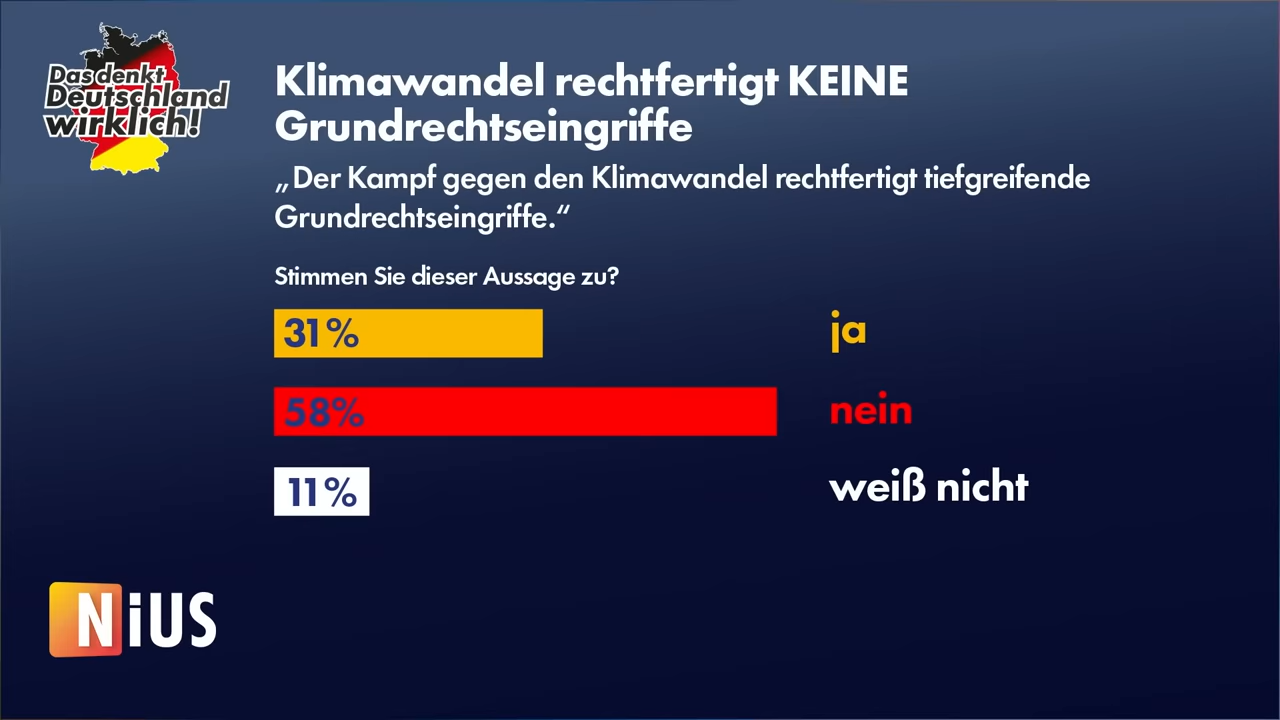 Das denkt
Deutschland
wirklich!
Klimawandel rechtfertigt KEINE
Grundrechtseingriffe
„Der Kampf gegen den Klimawandel rechtfertigt tiefgreifende
Grundrechtseingriffe.“
Stimmen Sie dieser Aussage zu?
31% ja
58% nein
11% weiß nicht
NiUS